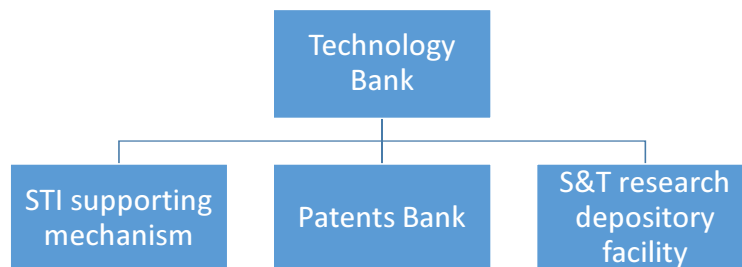 Technology
Bank
STI supporting
mechanism
Patents Bank
S&T research
depository
facility